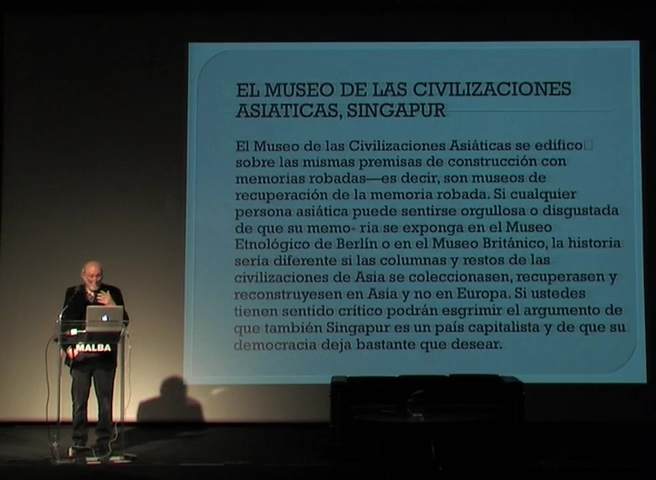 EL MUSEO DE LAS CIVILIZACIONES
ASIATICAS, SINGAPUR
El Museo de las Civilizaciones Asiáticas se edifico□
sobre las mismas premisas de construcción con
memorias robadas—es decir, son museos de
recuperación de la memoria robada. Si cualquier
persona asiática puede sentirse orgullosa o disgustada
de que su memo- ria se exponga en el Museo
Etnológico de Berlín o en el Museo Británico, la historia
sería diferente si las columnas y restos de las
civilizaciones de Asia se coleccionasen, recuperasen y
reconstruyesen en Asia y no en Europa. Si ustedes
tienen sentido crítico podrán esgrimir el argumento de
que también Singapur es un país capitalista y de que su
democracia deja bastante que desear.
MALBA